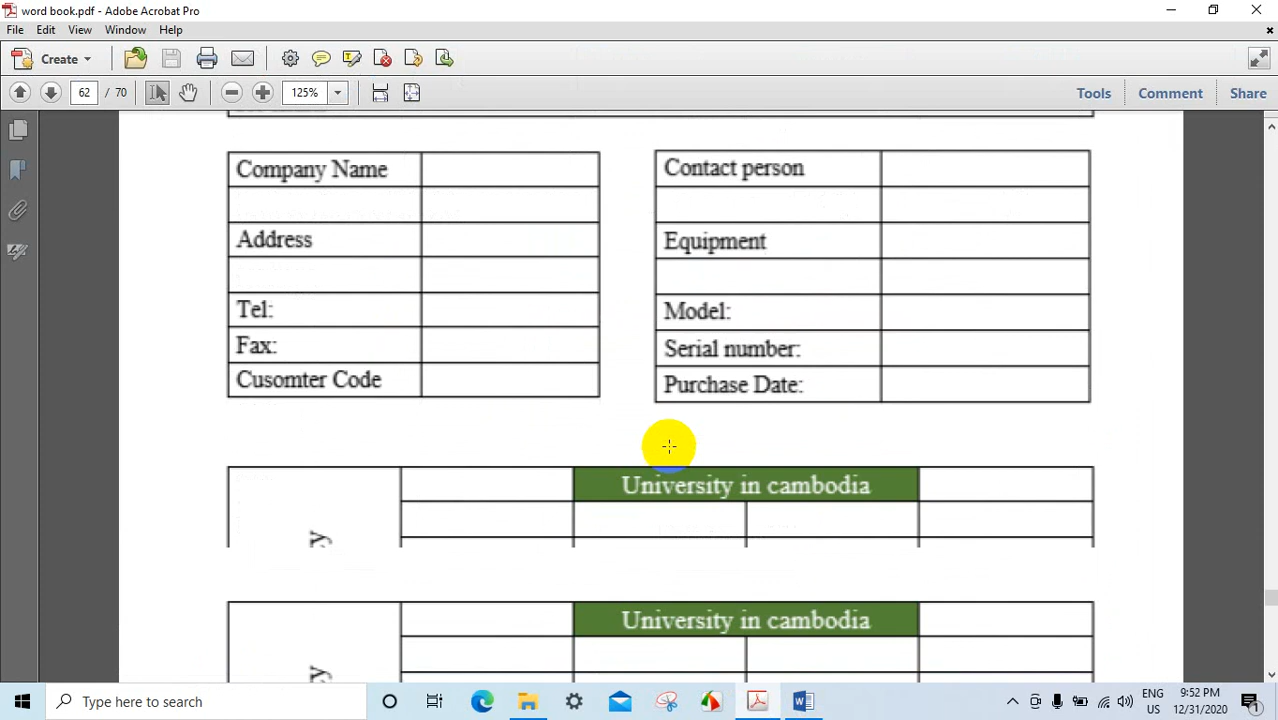 word book.pdf - Adobe Acrobat Pro
File Edit View Window Help
Create
62 / 70 125% Tools Comment Share
Company Name
Address
Tel:
Fax:
Cusomter Code
Contact person
Equipment
Model:
Serial number:
Purchase Date:
University in cambodia
University in cambodia
Type here to search
ENG
US
9:52 PM
12/31/2020
1